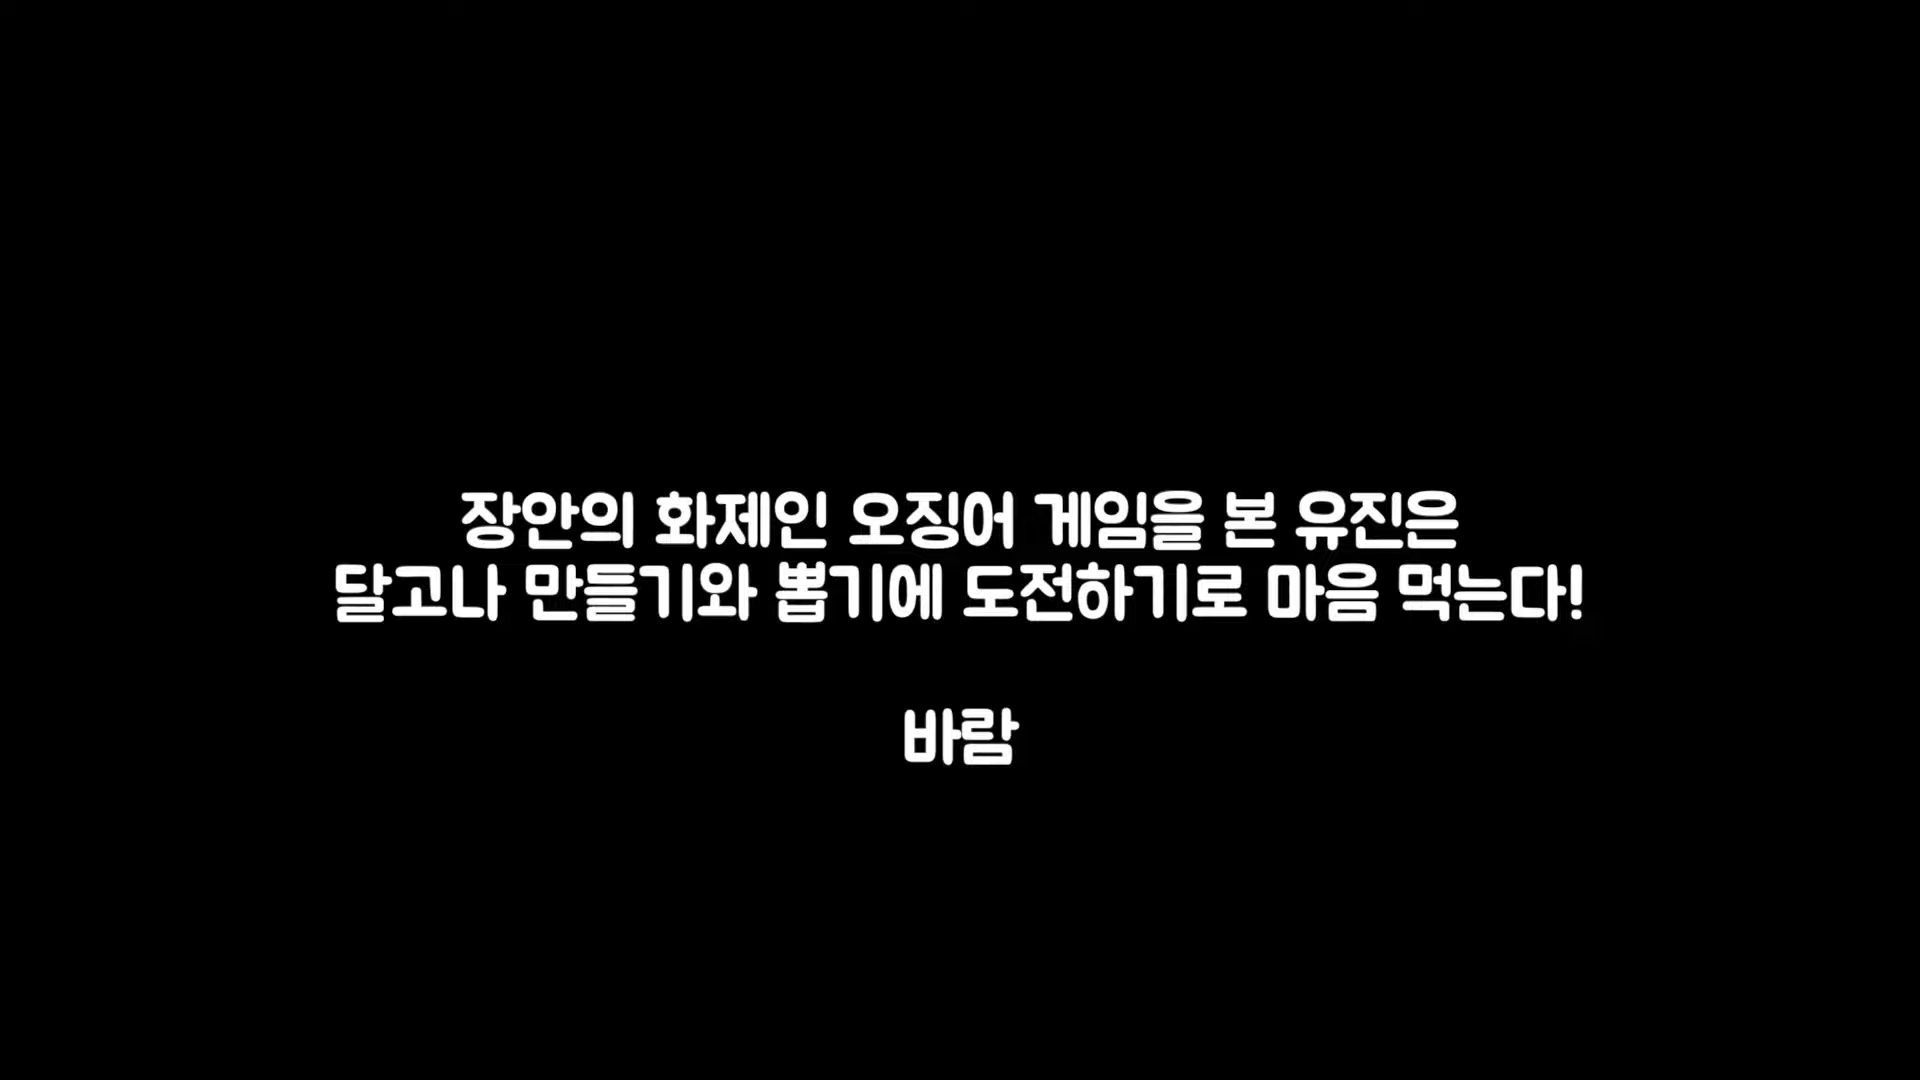 장안의 화제인 오징어 게임을 본 유진은
달고나 만들기와 뽑기에 도전하기로 마음 먹는다!
바람